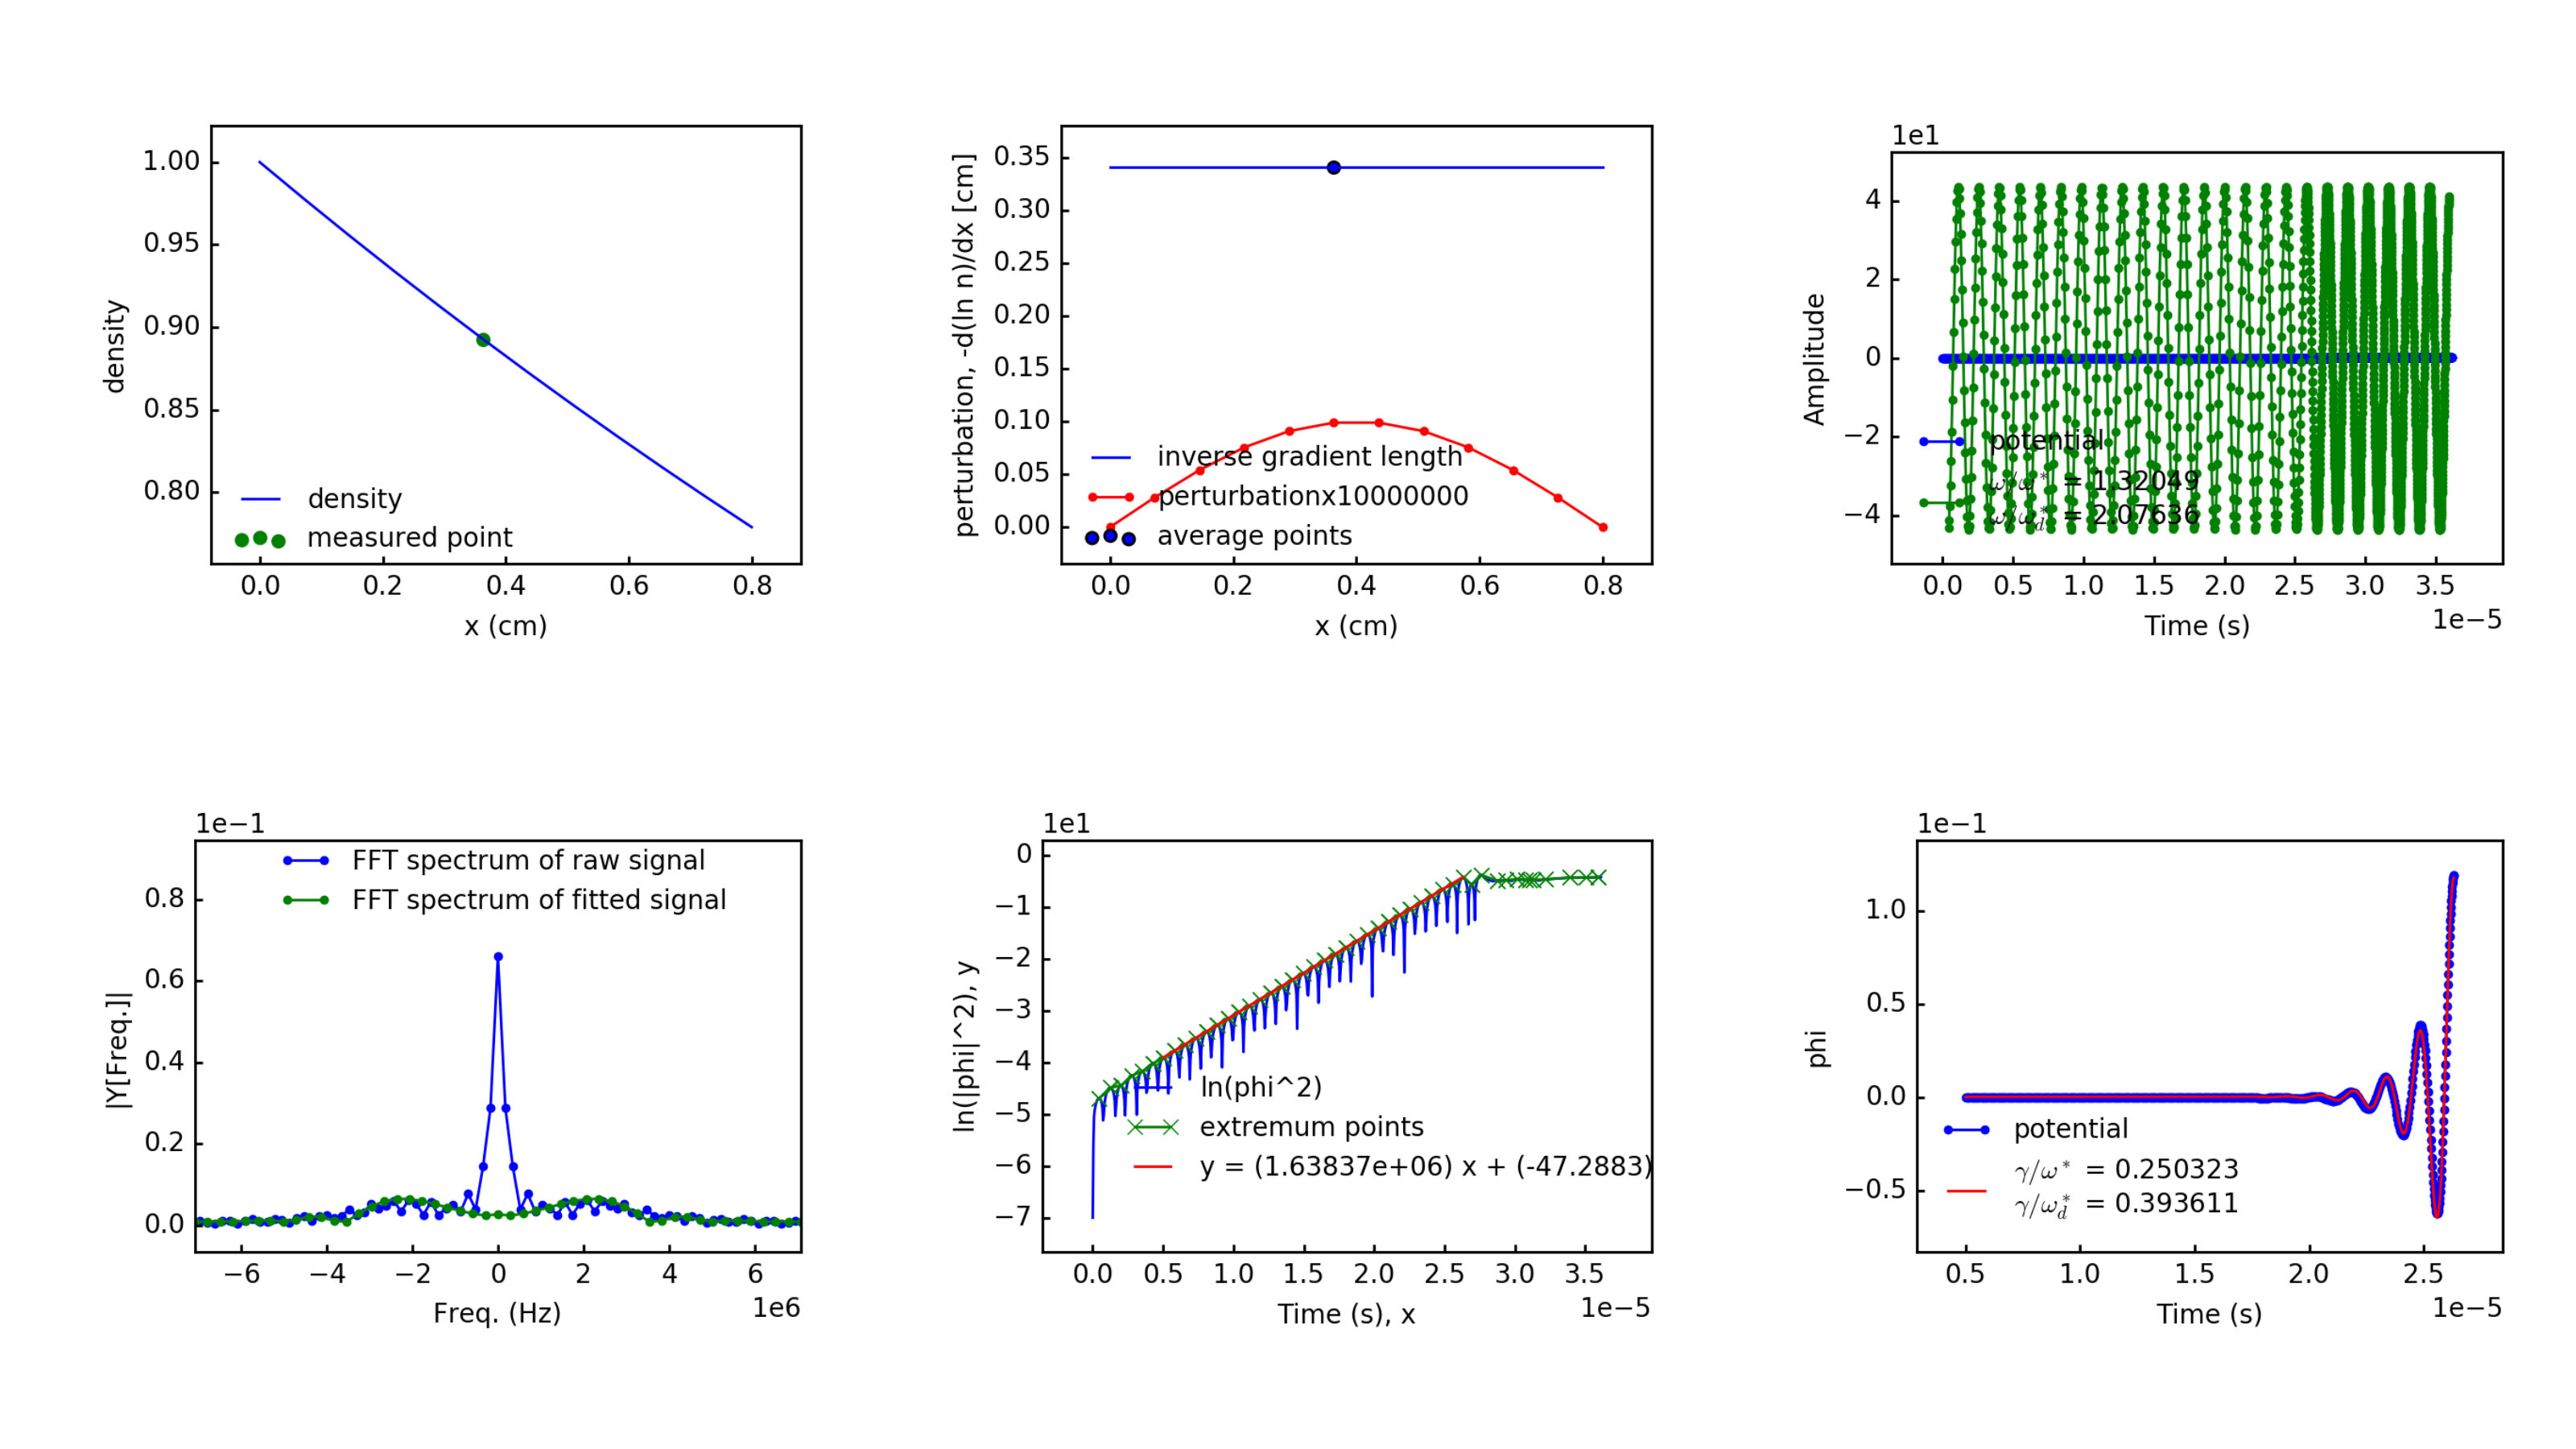 1.00
0.95
0.90
0.85
0.80
density
density
measured point
0.0 0.2 0.4 0.6 0.8
x (cm)
0.35
0.30
0.25
0.20
0.15
0.10
0.05
0.00
perturbation, -d(ln n)/dx [cm]
inverse gradient length
perturbationx10000000
average points
0.0 0.2 0.4 0.6 0.8
x (cm)
1e1
4
2
0
−2
−4
Amplitude
potential
ω/ω* = 1.32049
ω/ω*_d = 2.07636
0.0 0.5 1.0 1.5 2.0 2.5 3.0 3.5
1e−5
Time (s)
1e−1
0.8
0.6
0.4
0.2
0.0
|Y[Freq.]|
FFT spectrum of raw signal
FFT spectrum of fitted signal
−6 −4 −2 0 2 4 6
1e6
Freq. (Hz)
1e1
0
−1
−2
−3
−4
−5
−6
−7
ln(|phi|^2), y
ln(phi^2)
extremum points
y = (1.63837e+06) x + (-47.2883)
0.0 0.5 1.0 1.5 2.0 2.5 3.0 3.5
1e−5
Time (s), x
1e−1
1.0
0.5
0.0
−0.5
phi
potential
γ/ω* = 0.250323
γ/ω*_d = 0.393611
0.5 1.0 1.5 2.0 2.5
1e−5
Time (s)